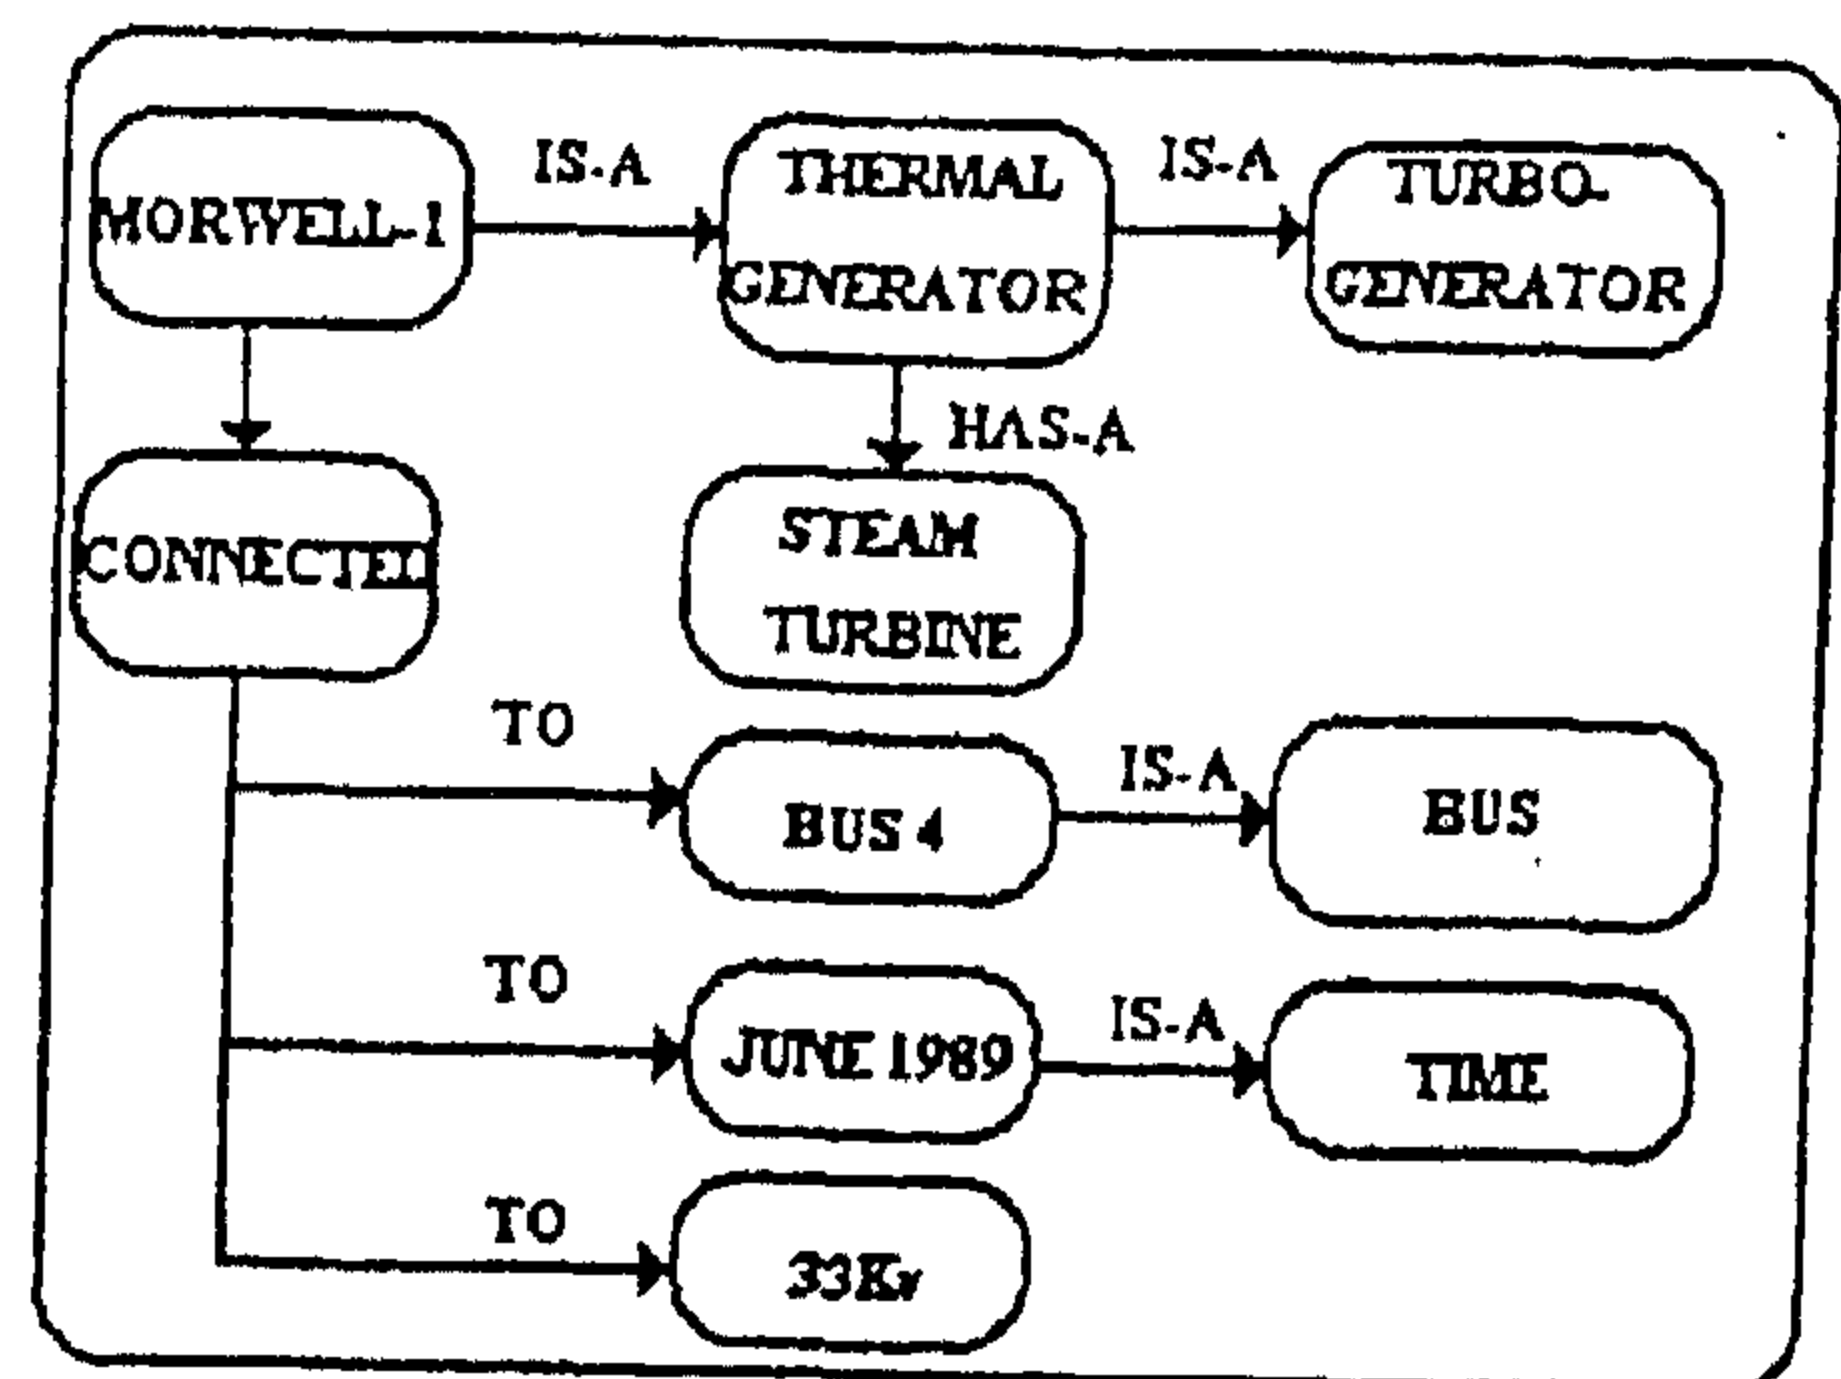 MORWELL-1
IS-A
THERMAL
GENERATOR
IS-A
TURBO-
GENERATOR
HAS-A
CONNECTED
STEAM
TURBINE
TO
BUS 4
IS-A
BUS
TO
JUNE 1989
IS-A
TIME
TO
33Kv